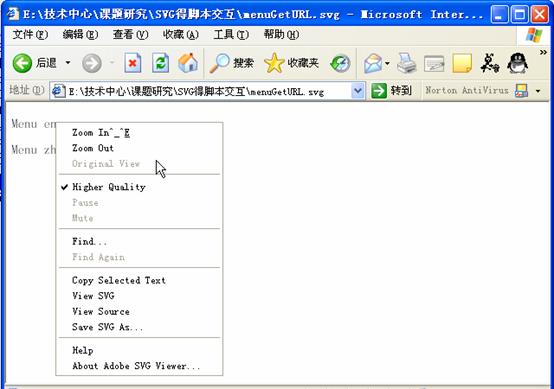 E:\技术中心\课题研究\SVG得脚本交互\menuGetURL.svg - Microsoft Inter...
文件(F) 编辑(E) 查看(V) 收藏(A) 工具(T) 帮助(H)
后退 搜索 收藏夹
地址(D) E:\技术中心\课题研究\SVG得脚本交互\menuGetURL.svg 转到 Norton AntiVirus
Menu en
Menu zh
Zoom In^_^E
Zoom Out
Original View
Higher Quality
Pause
Mute
Find...
Find Again
Copy Selected Text
View SVG
View Source
Save SVG As...
Help
About Adobe SVG Viewer...